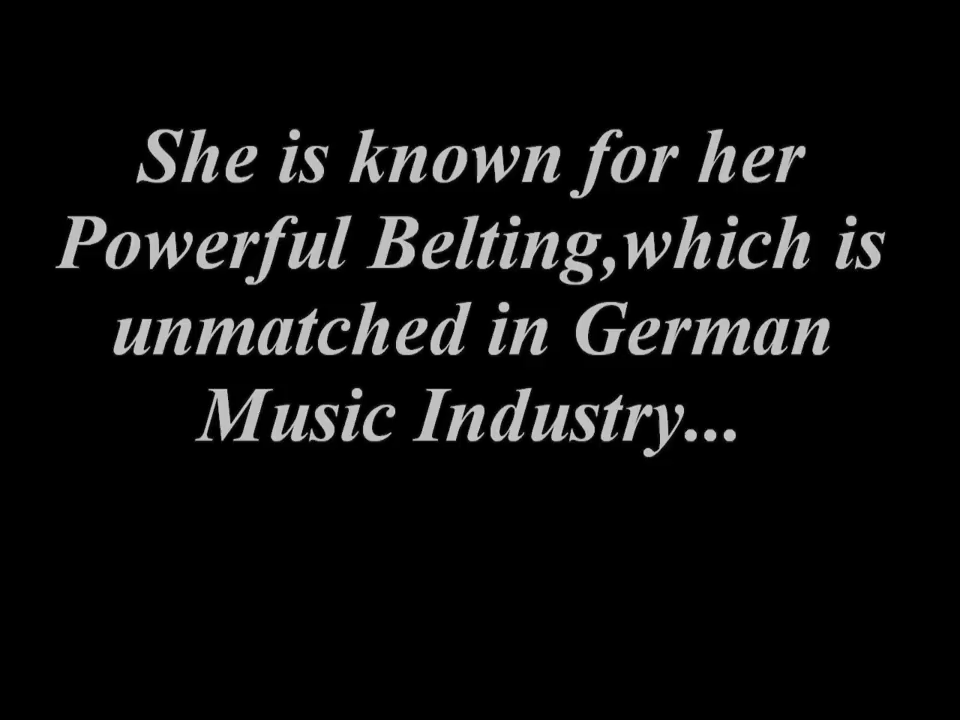 She is known for her
Powerful Belting,which is
unmatched in German
Music Industry...